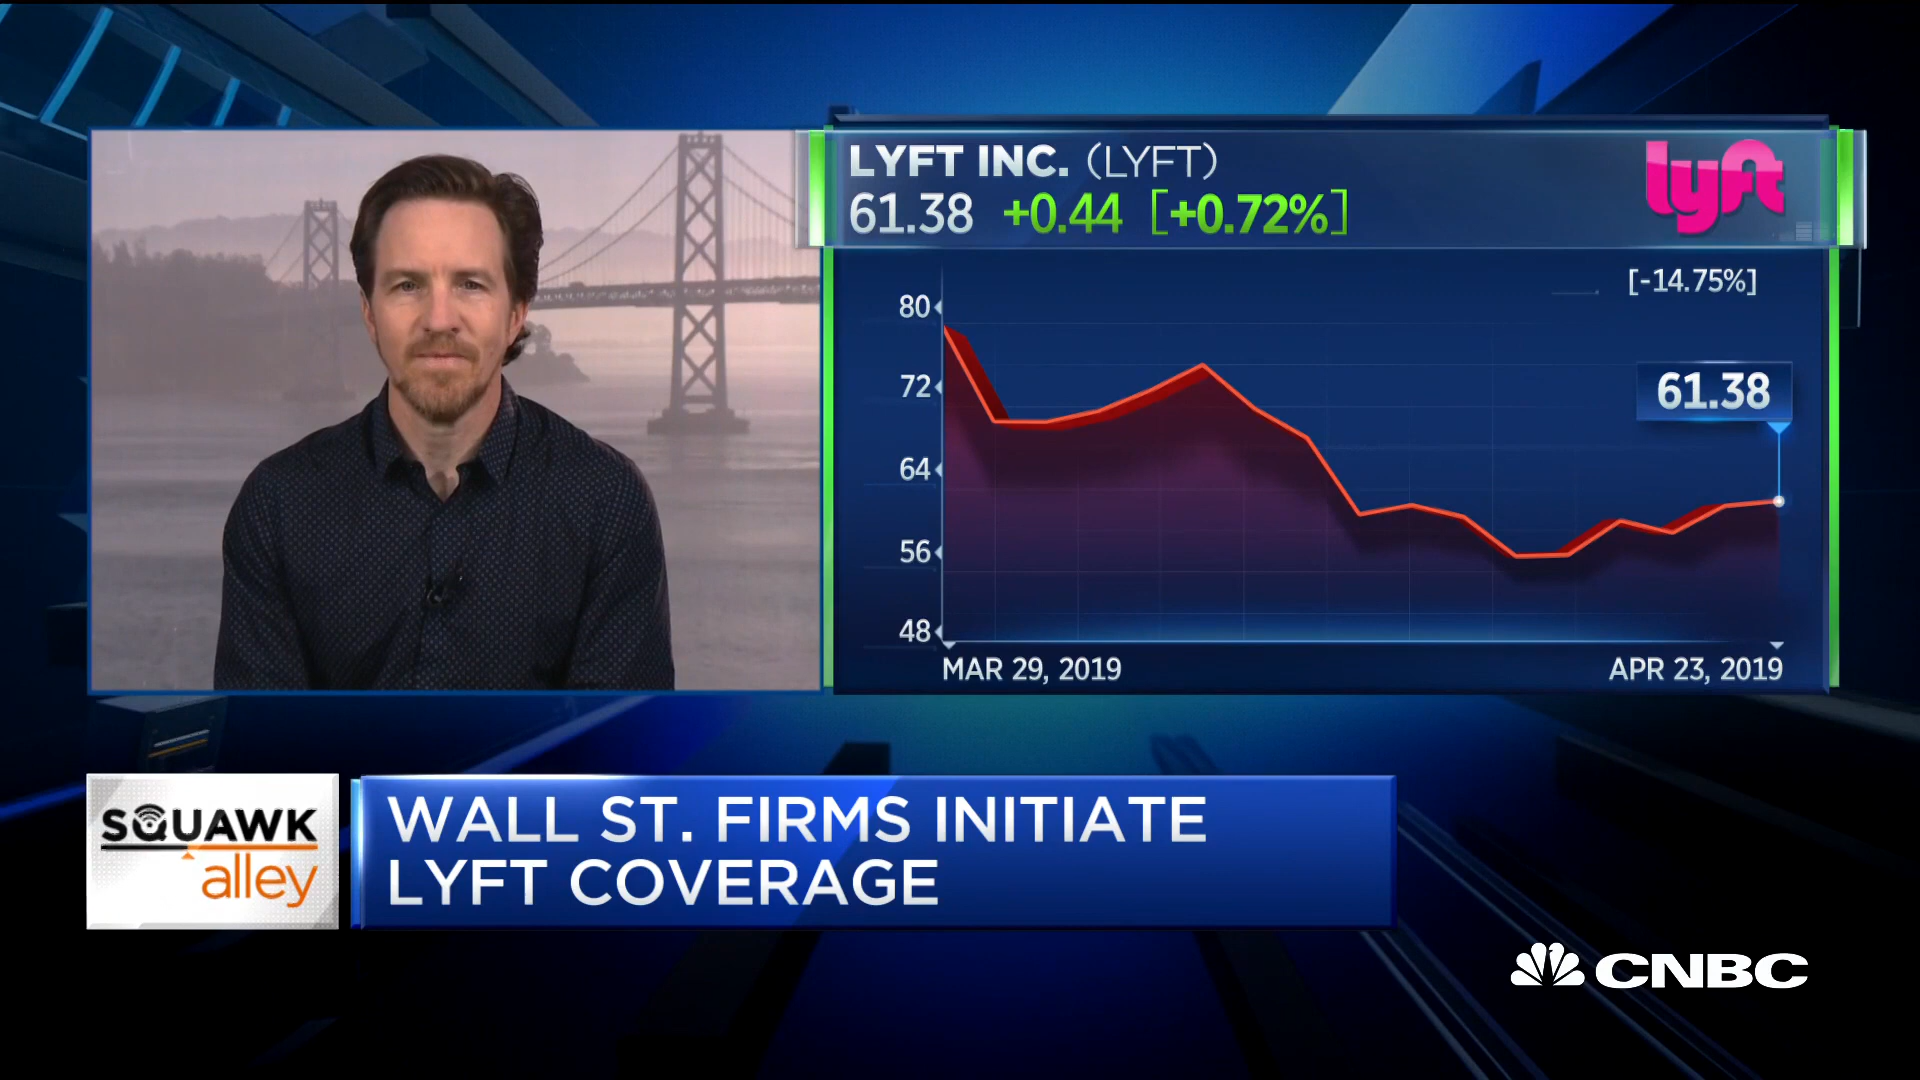 LYFT INC. (LYFT)
61.38 +0.44 [+0.72%]
lyft
[-14.75%]
80
72
64
56
48
61.38
MAR 29, 2019
APR 23, 2019
SQUAWK
alley
WALL ST. FIRMS INITIATE
LYFT COVERAGE
CNBC